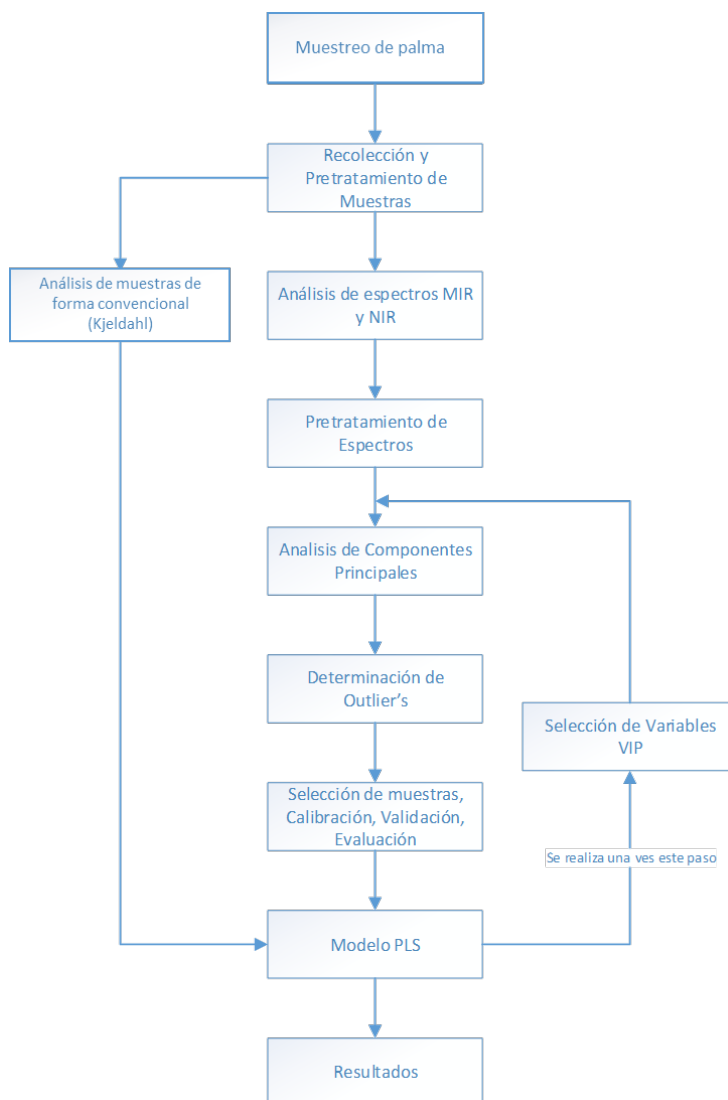 Muestreo de palma
Recolección y
Pretratamiento de
Muestras
Análisis de muestras de
forma convencional
(Kjeldahl)
Análisis de espectros MIR
y NIR
Pretratamiento de
Espectros
Analisis de Componentes
Principales
Determinación de
Outlier’s
Selección de Variables
VIP
Selección de muestras,
Calibración, Validación,
Evaluación
Se realiza una ves este paso
Modelo PLS
Resultados